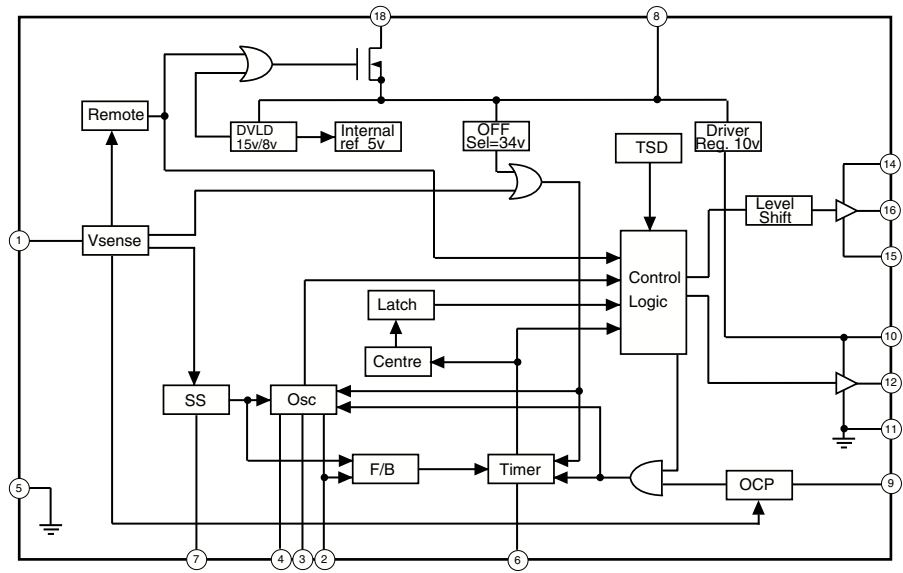 18
8
Remote
DVLD
15v/8v
Internal
ref 5v
OFF
Sel=34v
TSD
Driver
Reg. 10v
14
Level
Shift
16
1
Vsense
15
Control
Logic
Latch
10
Centre
12
SS
Osc
11
F/B
Timer
5
OCP
9
7
4
3
2
6